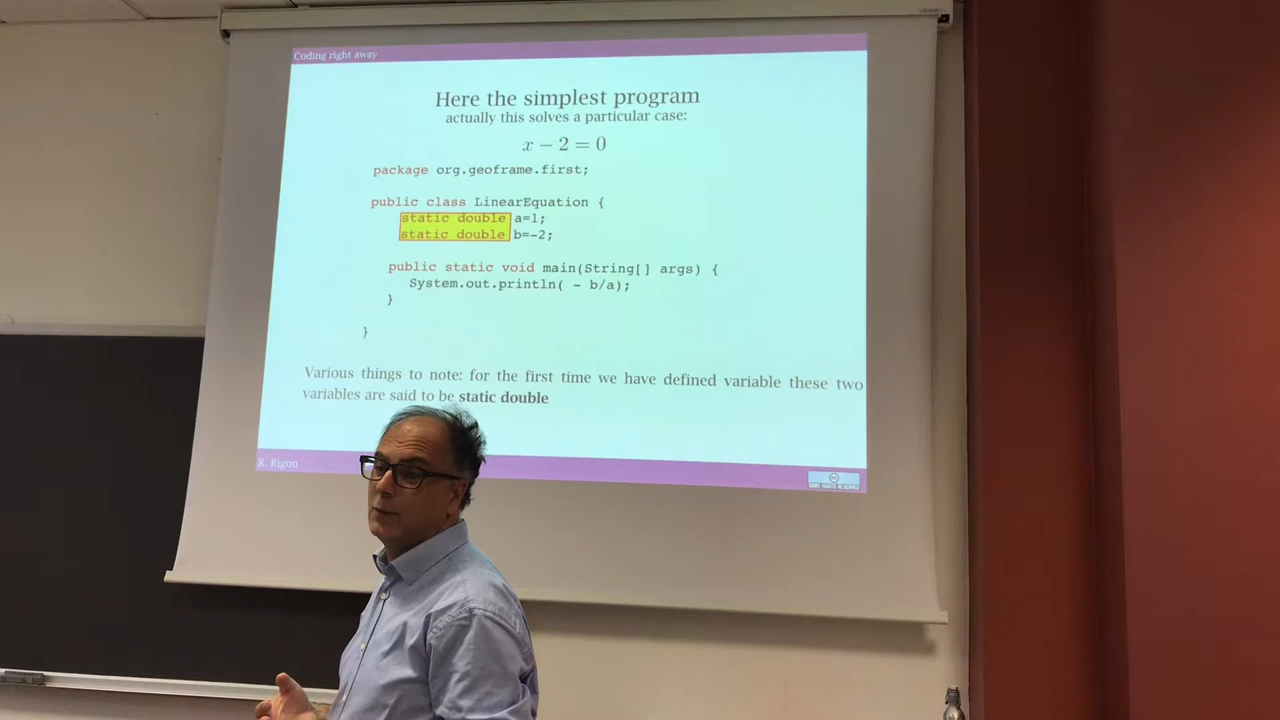 Coding right away
Here the simplest program
actually this solves a particular case:
x − 2 = 0
package org.geoframe.first;
public class LinearEquation {
static double a=1;
static double b=-2;
public static void main(String[] args) {
System.out.println( - b/a);
}
}
Various things to note: for the first time we have defined variable these two
variables are said to be static double
R. Rigon